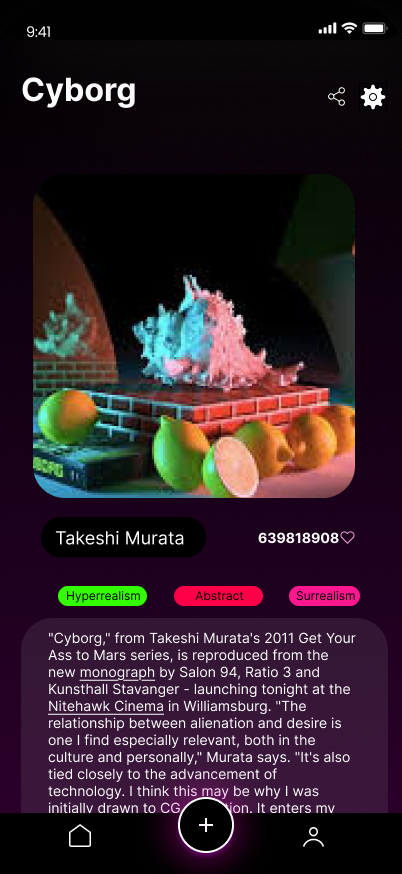 9:41
Cyborg
Takeshi Murata
639818908
Hyperrealism
Abstract
Surrealism
"Cyborg," from Takeshi Murata's 2011 Get Your
Ass to Mars series, is reproduced from the
new monograph by Salon 94, Ratio 3 and
Kunsthall Stavanger - launching tonight at the
Nitehawk Cinema in Williamsburg. "The
relationship between alienation and desire is
one I find especially relevant, both in the
culture and personally," Murata says. "It's also
tied closely to the advancement of
technology. I think this may be why I was
initially drawn to CG. It enters my